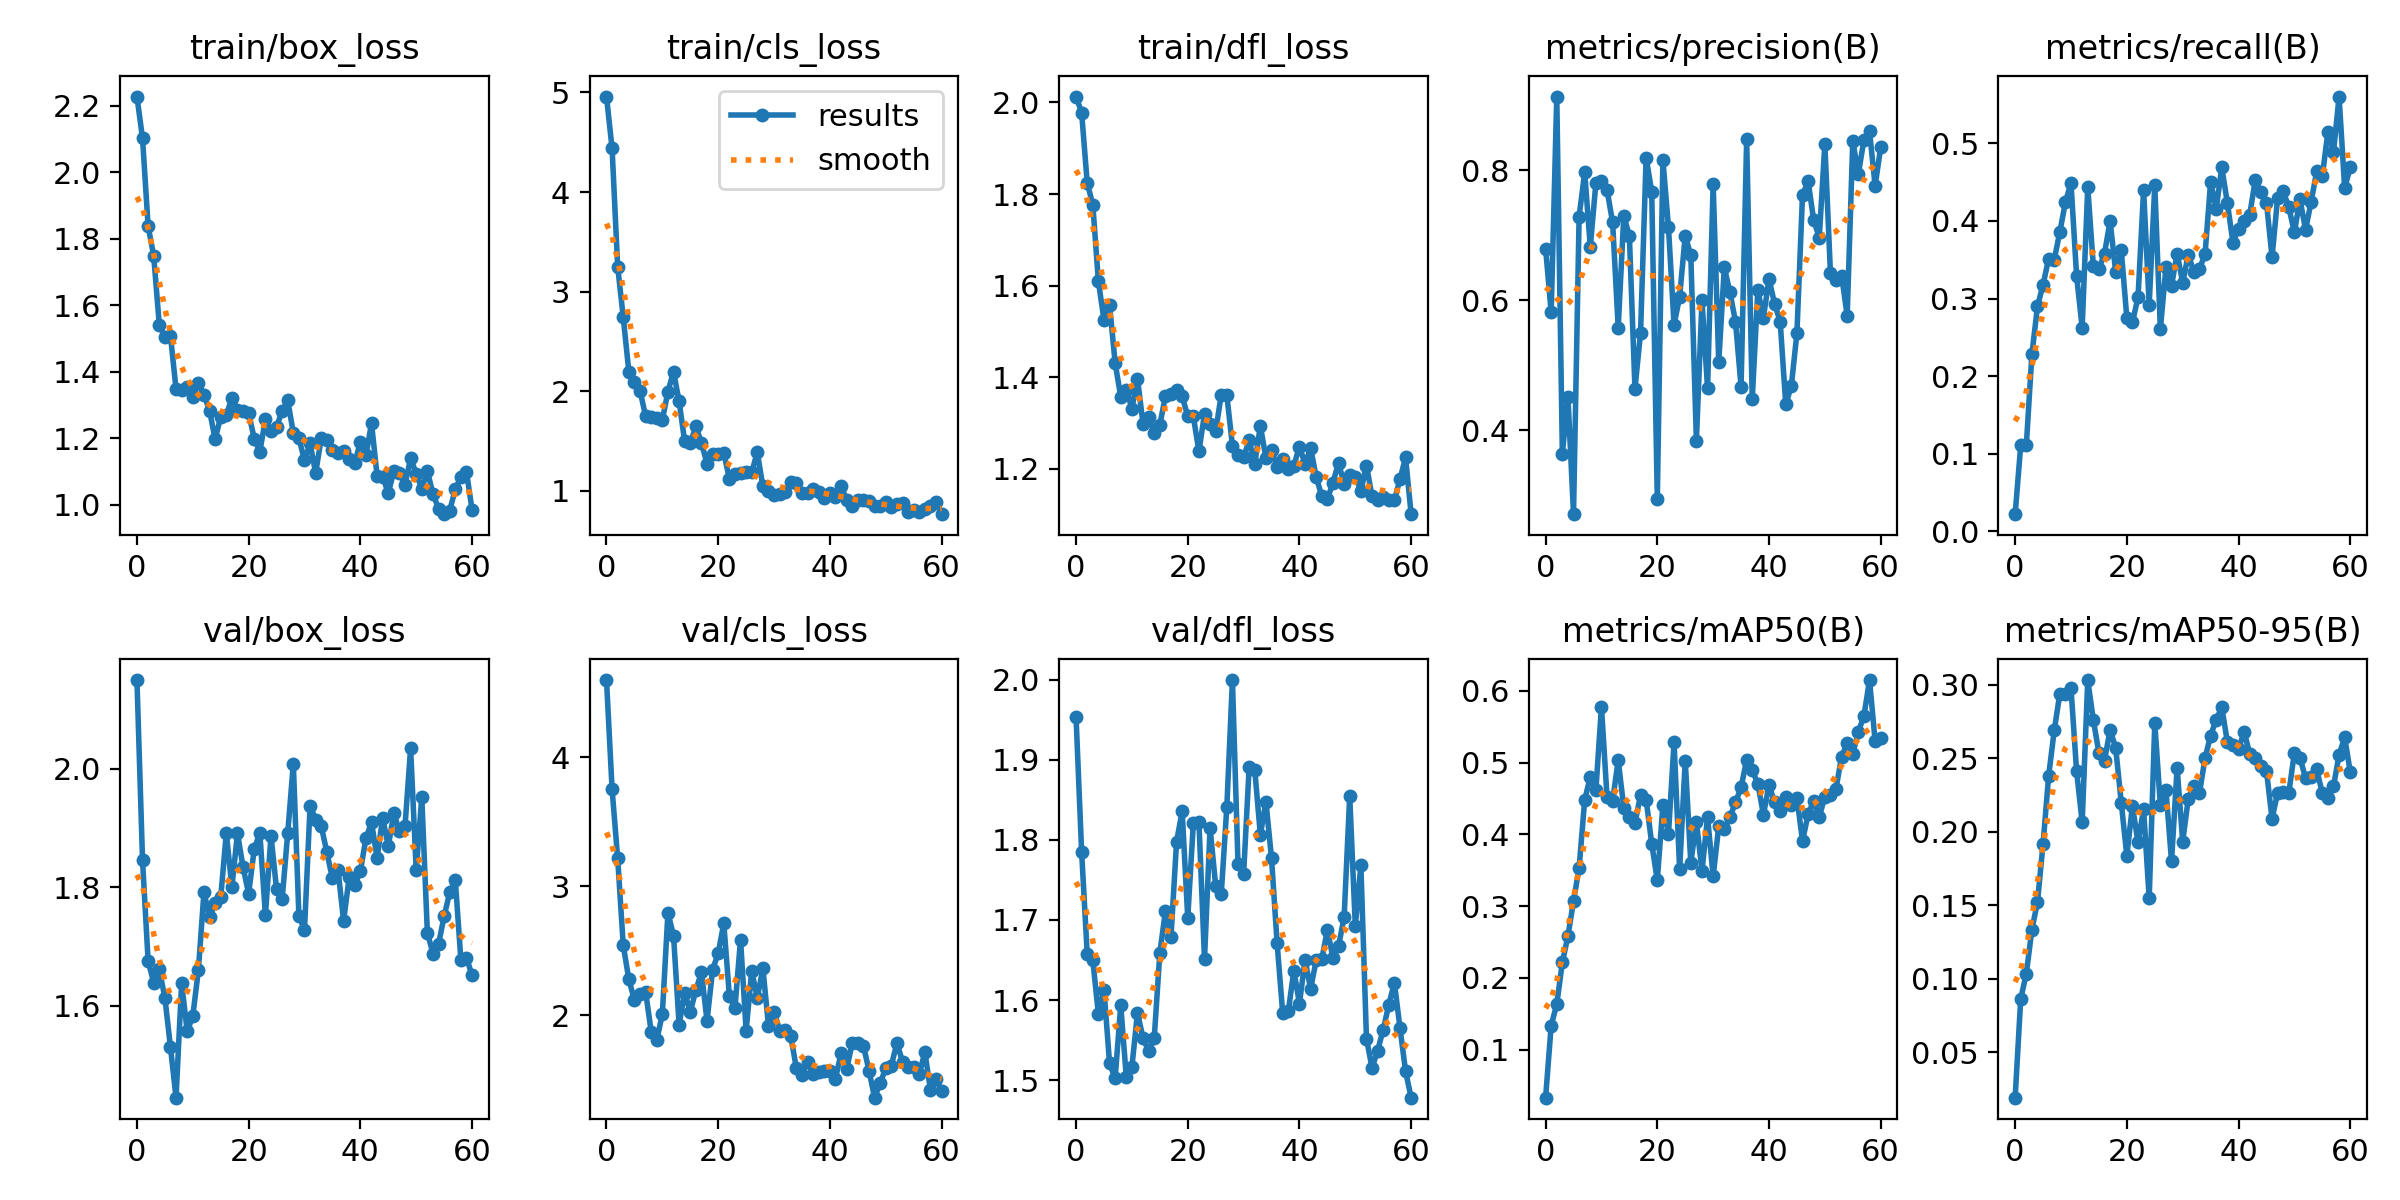 train/box_loss
train/cls_loss
train/dfl_loss
metrics/precision(B)
metrics/recall(B)
2.2
2.0
1.8
1.6
1.4
1.2
1.0
0 20 40 60
5
4
3
2
1
results
smooth
0 20 40 60
2.0
1.8
1.6
1.4
1.2
0 20 40 60
0.8
0.6
0.4
0 20 40 60
0.5
0.4
0.3
0.2
0.1
0.0
0 20 40 60
val/box_loss
val/cls_loss
val/dfl_loss
metrics/mAP50(B)
metrics/mAP50-95(B)
2.0
1.8
1.6
0 20 40 60
4
3
2
0 20 40 60
2.0
1.9
1.8
1.7
1.6
1.5
0 20 40 60
0.6
0.5
0.4
0.3
0.2
0.1
0 20 40 60
0.30
0.25
0.20
0.15
0.10
0.05
0 20 40 60